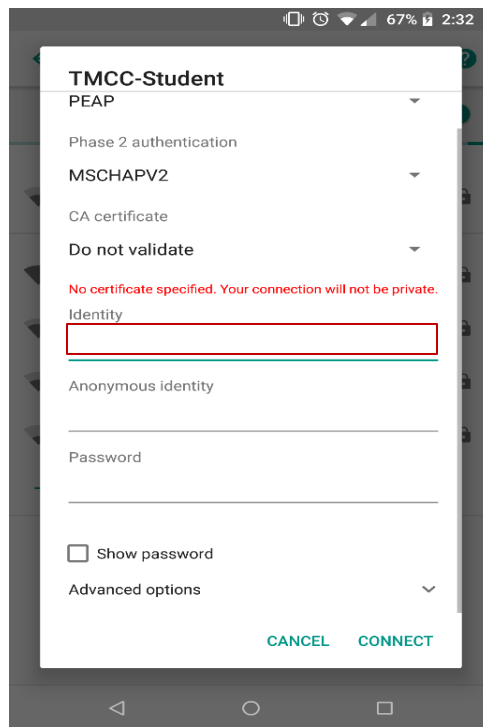 67% 2:32
TMCC-Student
PEAP
Phase 2 authentication
MSCHAPV2
CA certificate
Do not validate
No certificate specified. Your connection will not be private.
Identity
Anonymous identity
Password
Show password
Advanced options
CANCEL CONNECT